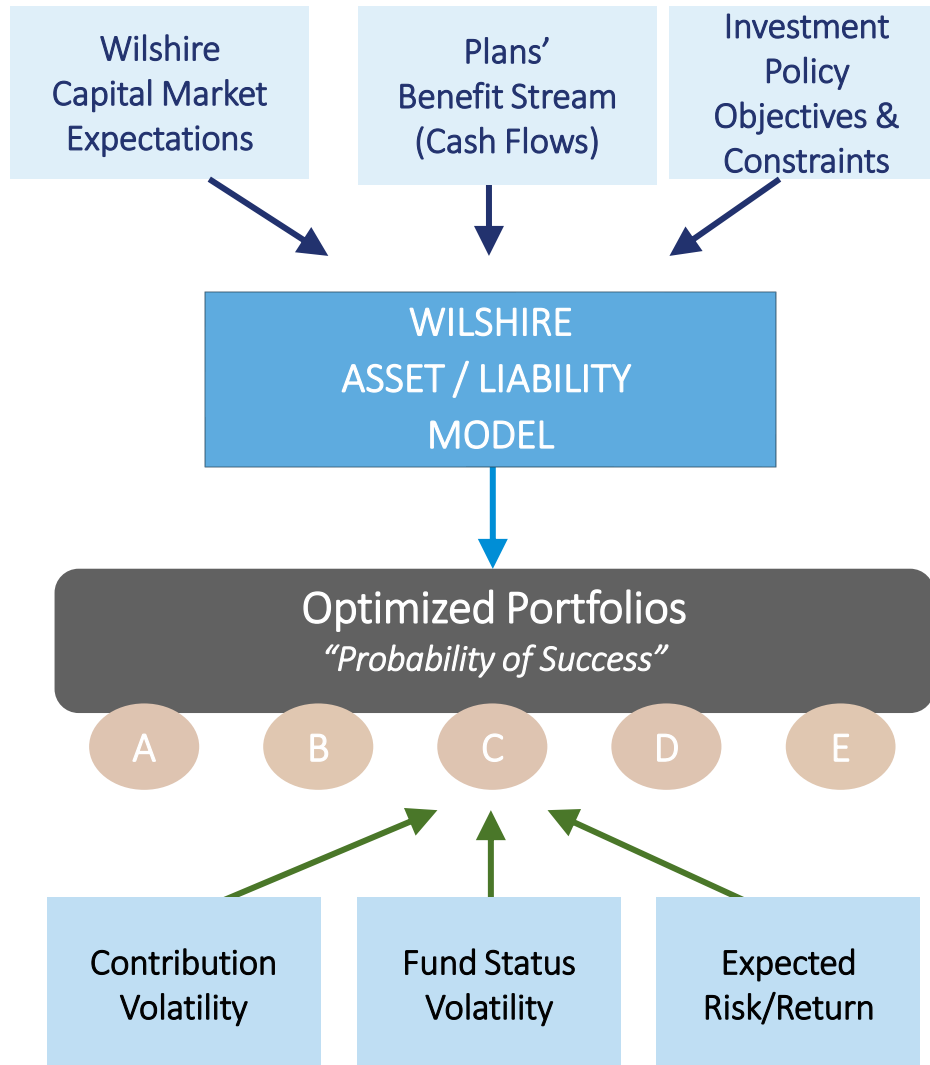 Wilshire
Capital Market
Expectations
Plans’
Benefit Stream
(Cash Flows)
Investment
Policy
Objectives &
Constraints
WILSHIRE
ASSET / LIABILITY
MODEL
Optimized Portfolios
“Probability of Success”
A
B
C
D
E
Contribution
Volatility
Fund Status
Volatility
Expected
Risk/Return